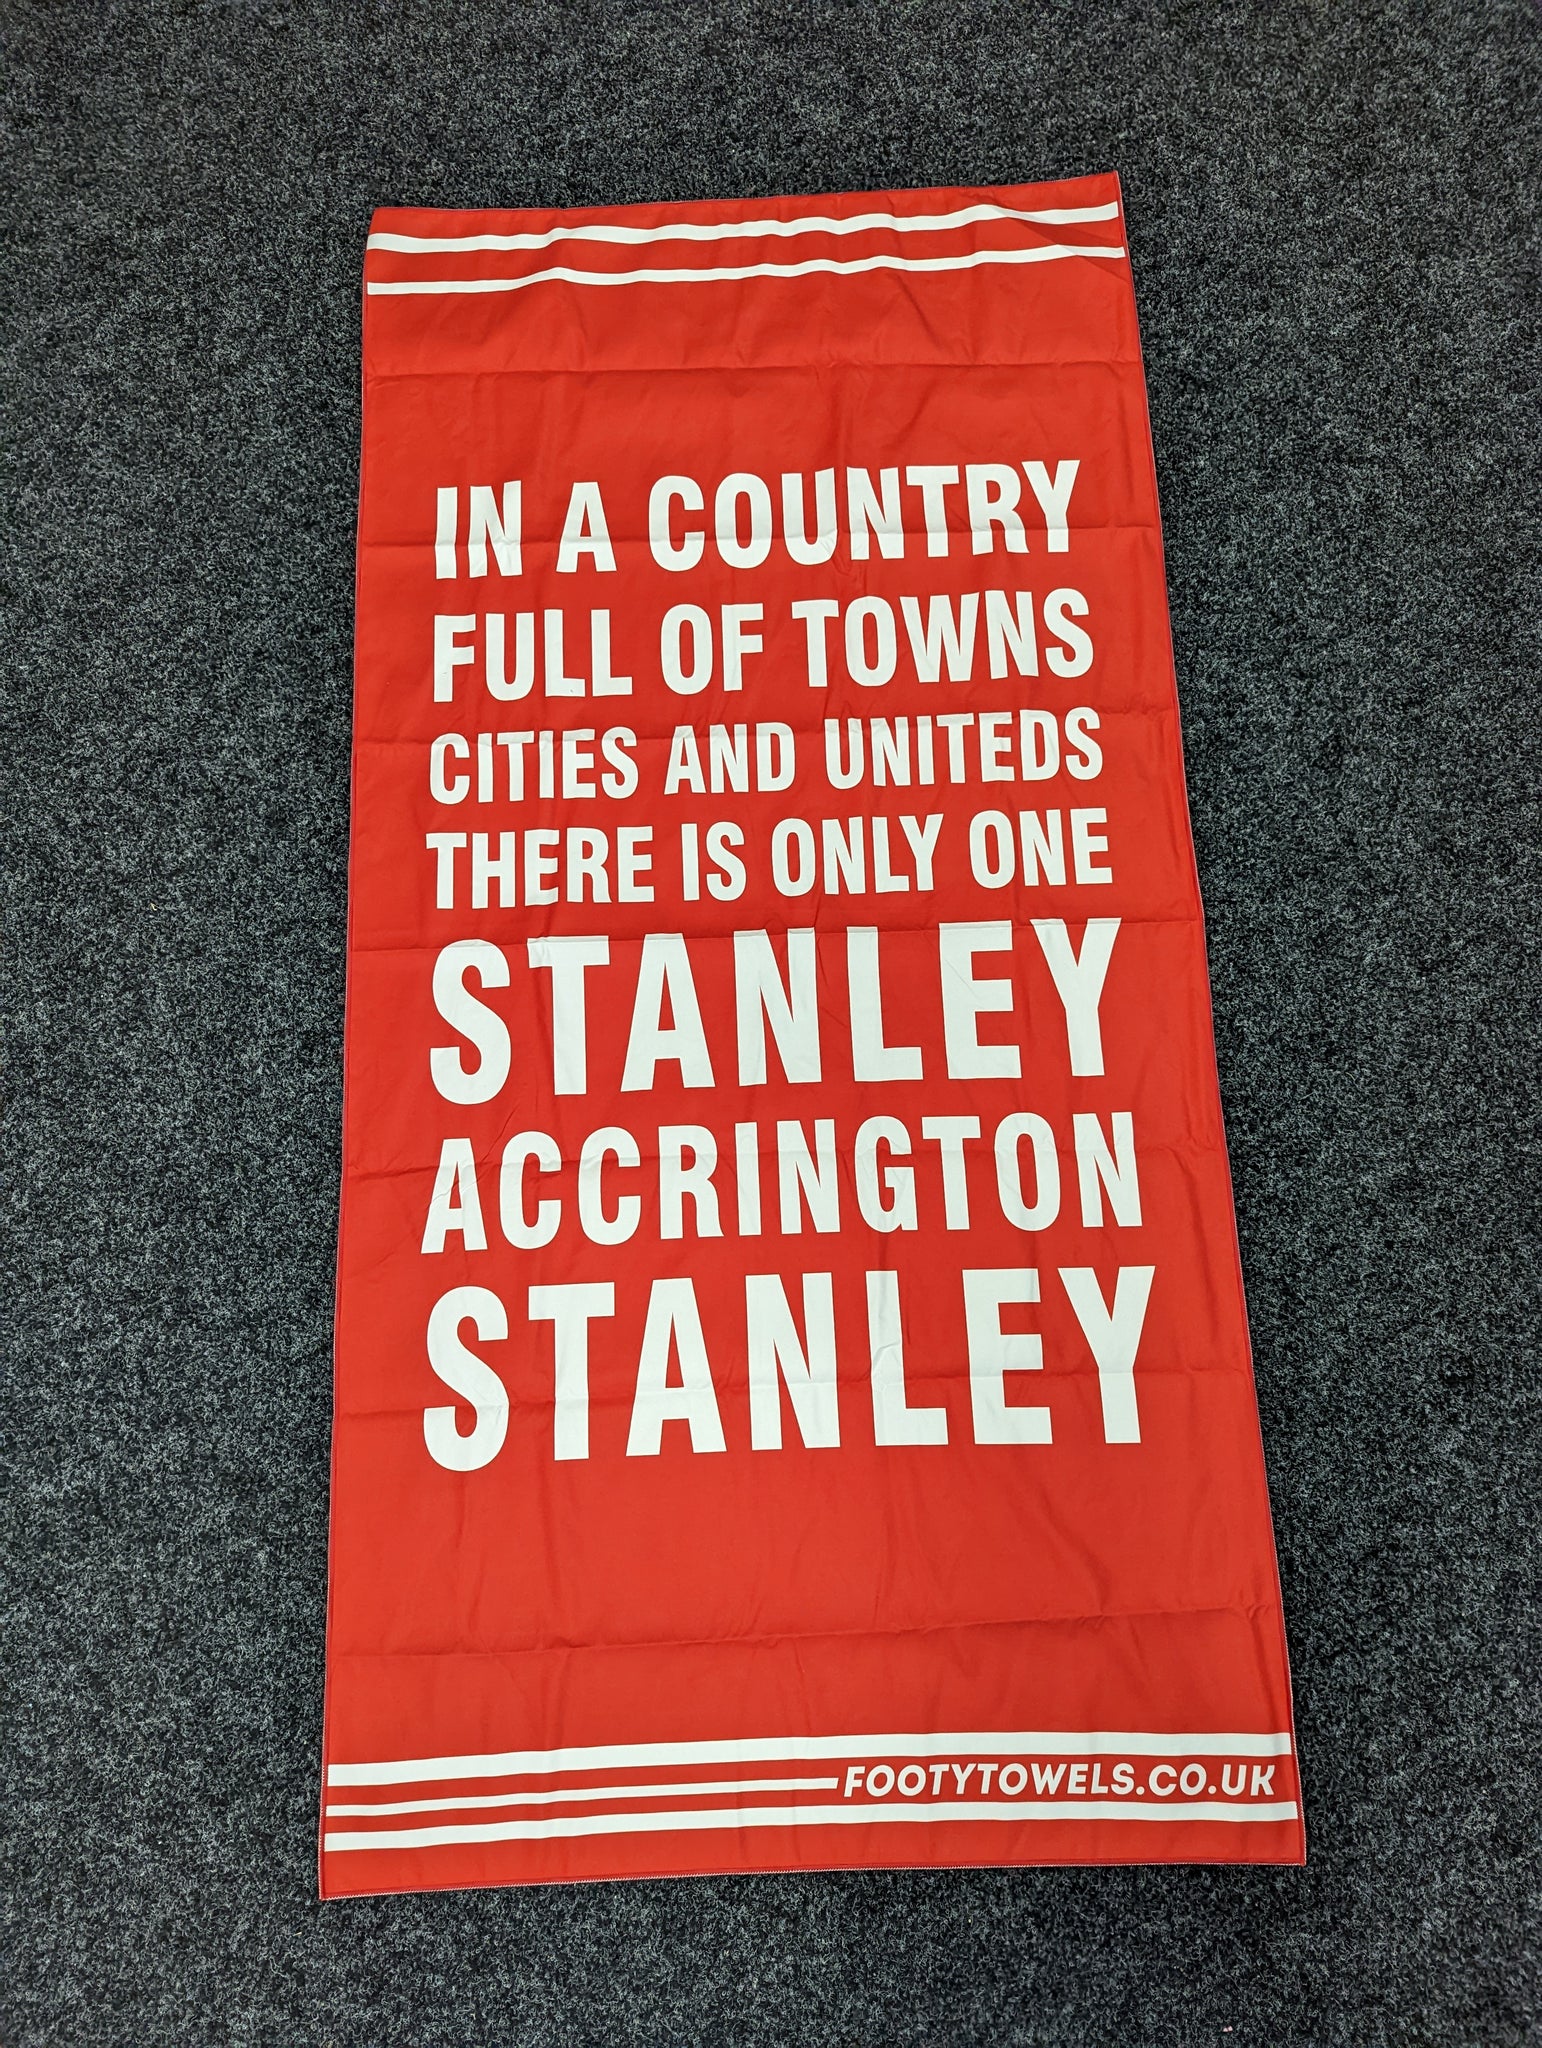 IN A COUNTRY
FULL OF TOWNS
CITIES AND UNITEDS
THERE IS ONLY ONE
STANLEY
ACCRINGTON
STANLEY
FOOTYTOWELS.CO.UK